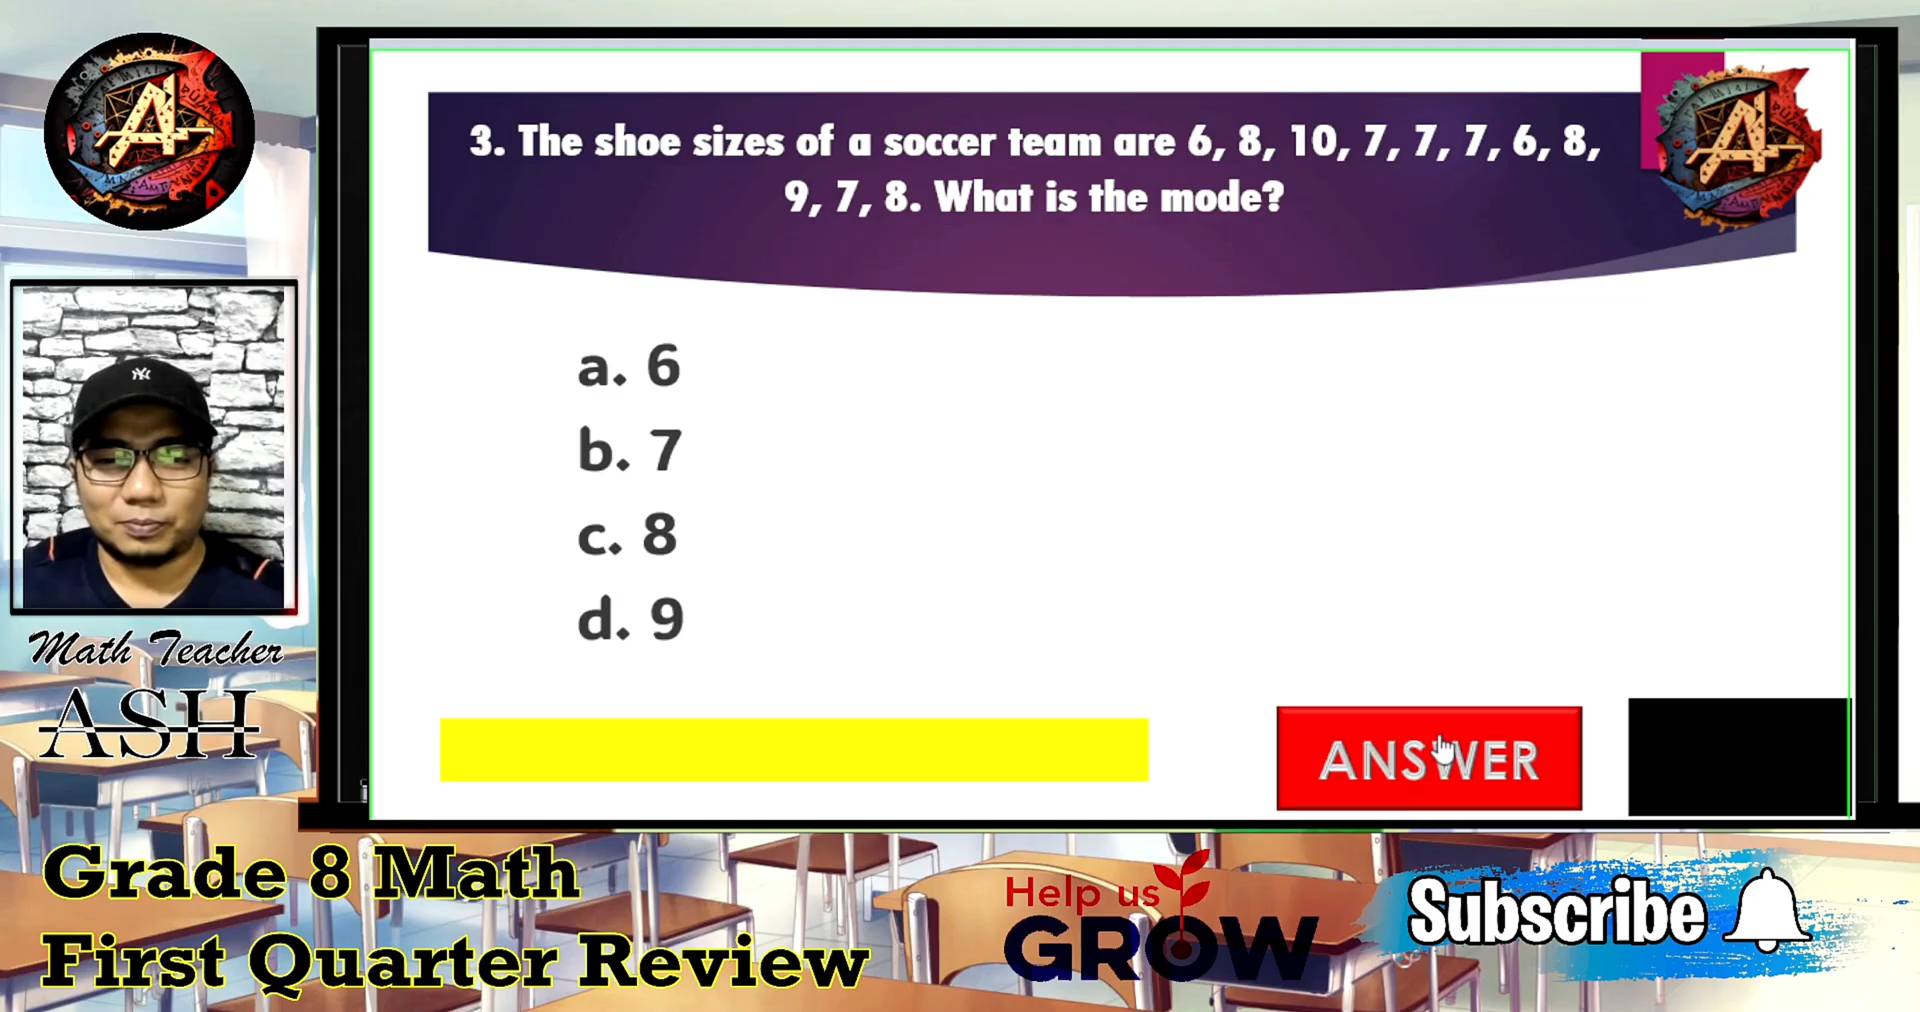 3. The shoe sizes of a soccer team are 6, 8, 10, 7, 7, 7, 6, 8,
9, 7, 8. What is the mode?
a. 6
b. 7
c. 8
d. 9
ANSWER
Math Teacher
ASH
Grade 8 Math
First Quarter Review
Help us
GROW
Subscribe